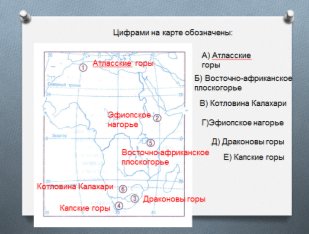 Цифрами на карте обозначены:
А) Атласские
горы
Б) Восточно-африканское
плоскогорье
В) Котловина Калахари
Г)Эфиопское нагорье
Д) Драконовы горы
Е) Капские горы
Атласские горы
1
Эфиопское
нагорье
2
5
Восточно-африканское
плоскогорье
Котловина Калахари
6
3
Драконовы горы
Капские горы
4